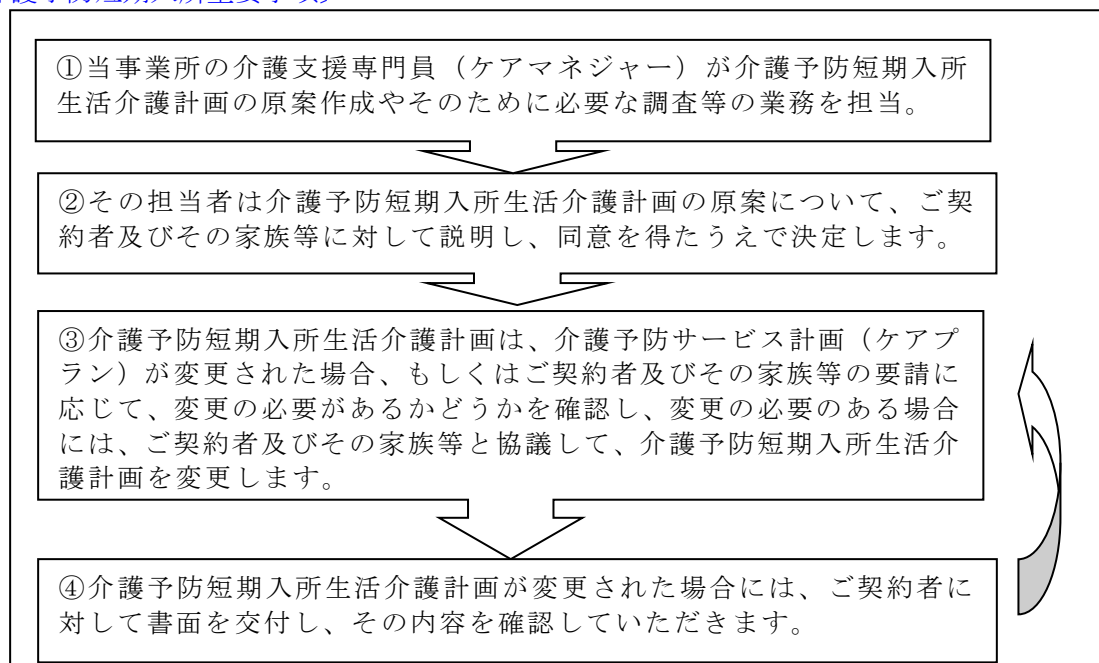 ①当事業所の介護支援専門員（ケアマネジャー）が介護予防短期入所
生活介護計画の原案作成やそのために必要な調査等の業務を担当。
②その担当者は介護予防短期入所生活介護計画の原案について、ご契
約者及びその家族等に対して説明し、同意を得たうえで決定します。
③介護予防短期入所生活介護計画は、介護予防サービス計画（ケアプ
ラン）が変更された場合、もしくはご契約者及びその家族等の要請に
応じて、変更の必要があるかどうかを確認し、変更の必要のある場合
には、ご契約者及びその家族等と協議して、介護予防短期入所生活介
護計画を変更します。
④介護予防短期入所生活介護計画が変更された場合には、ご契約者に
対して書面を交付し、その内容を確認していただきます。